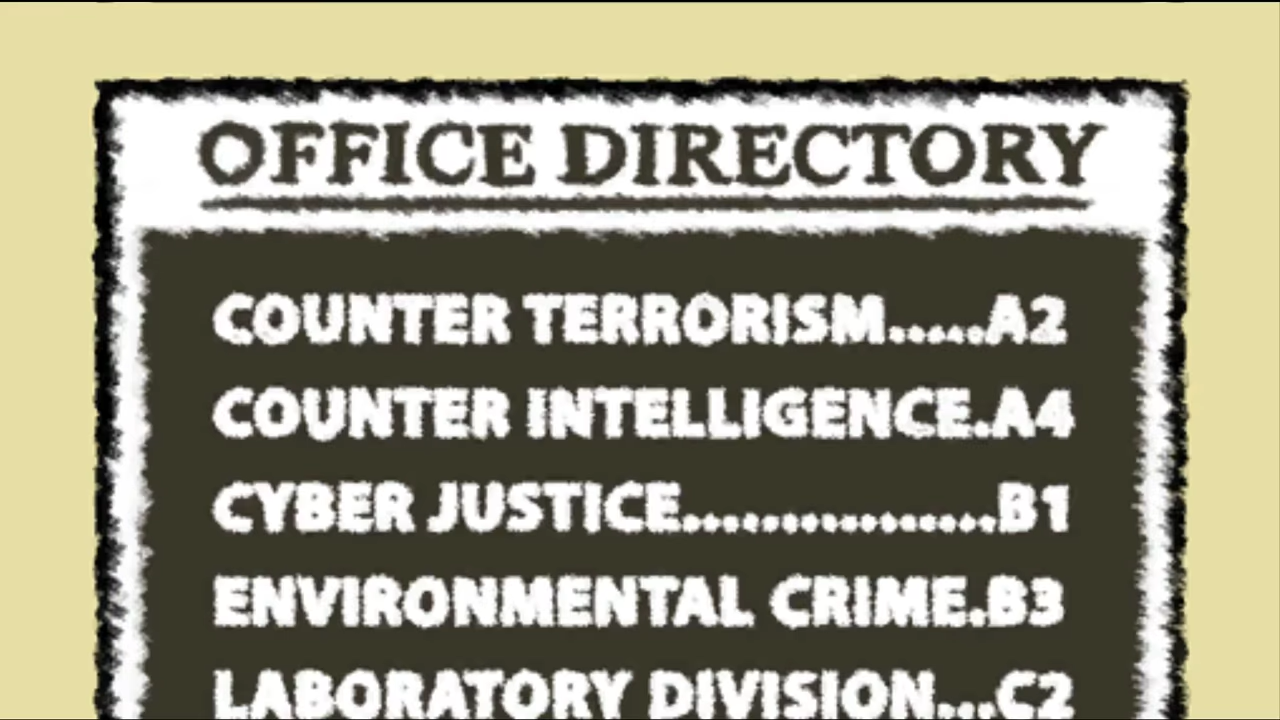 OFFICE DIRECTORY
COUNTER TERRORISM.....A2
COUNTER INTELLIGENCE.A4
CYBER JUSTICE................B1
ENVIRONMENTAL CRIME.B3
LABORATORY DIVISION...C2